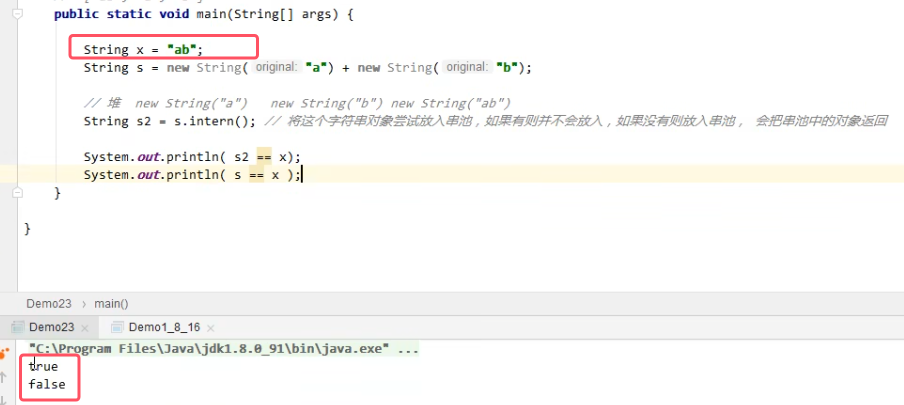 public static void main(String[] args) {
String x = "ab";
String s = new String( original: "a") + new String( original: "b");
// 堆 new String("a") new String("b") new String("ab")
String s2 = s.intern(); // 将这个字符串对象尝试放入串池，如果有则并不会放入，如果没有则放入串池， 会把串池中的对象返回
System.out.println( s2 == x);
System.out.println( s == x );
}
}
Demo23 › main()
Demo23 × Demo1_8_16 ×
"C:\Program Files\Java\jdk1.8.0_91\bin\java.exe" ...
true
false